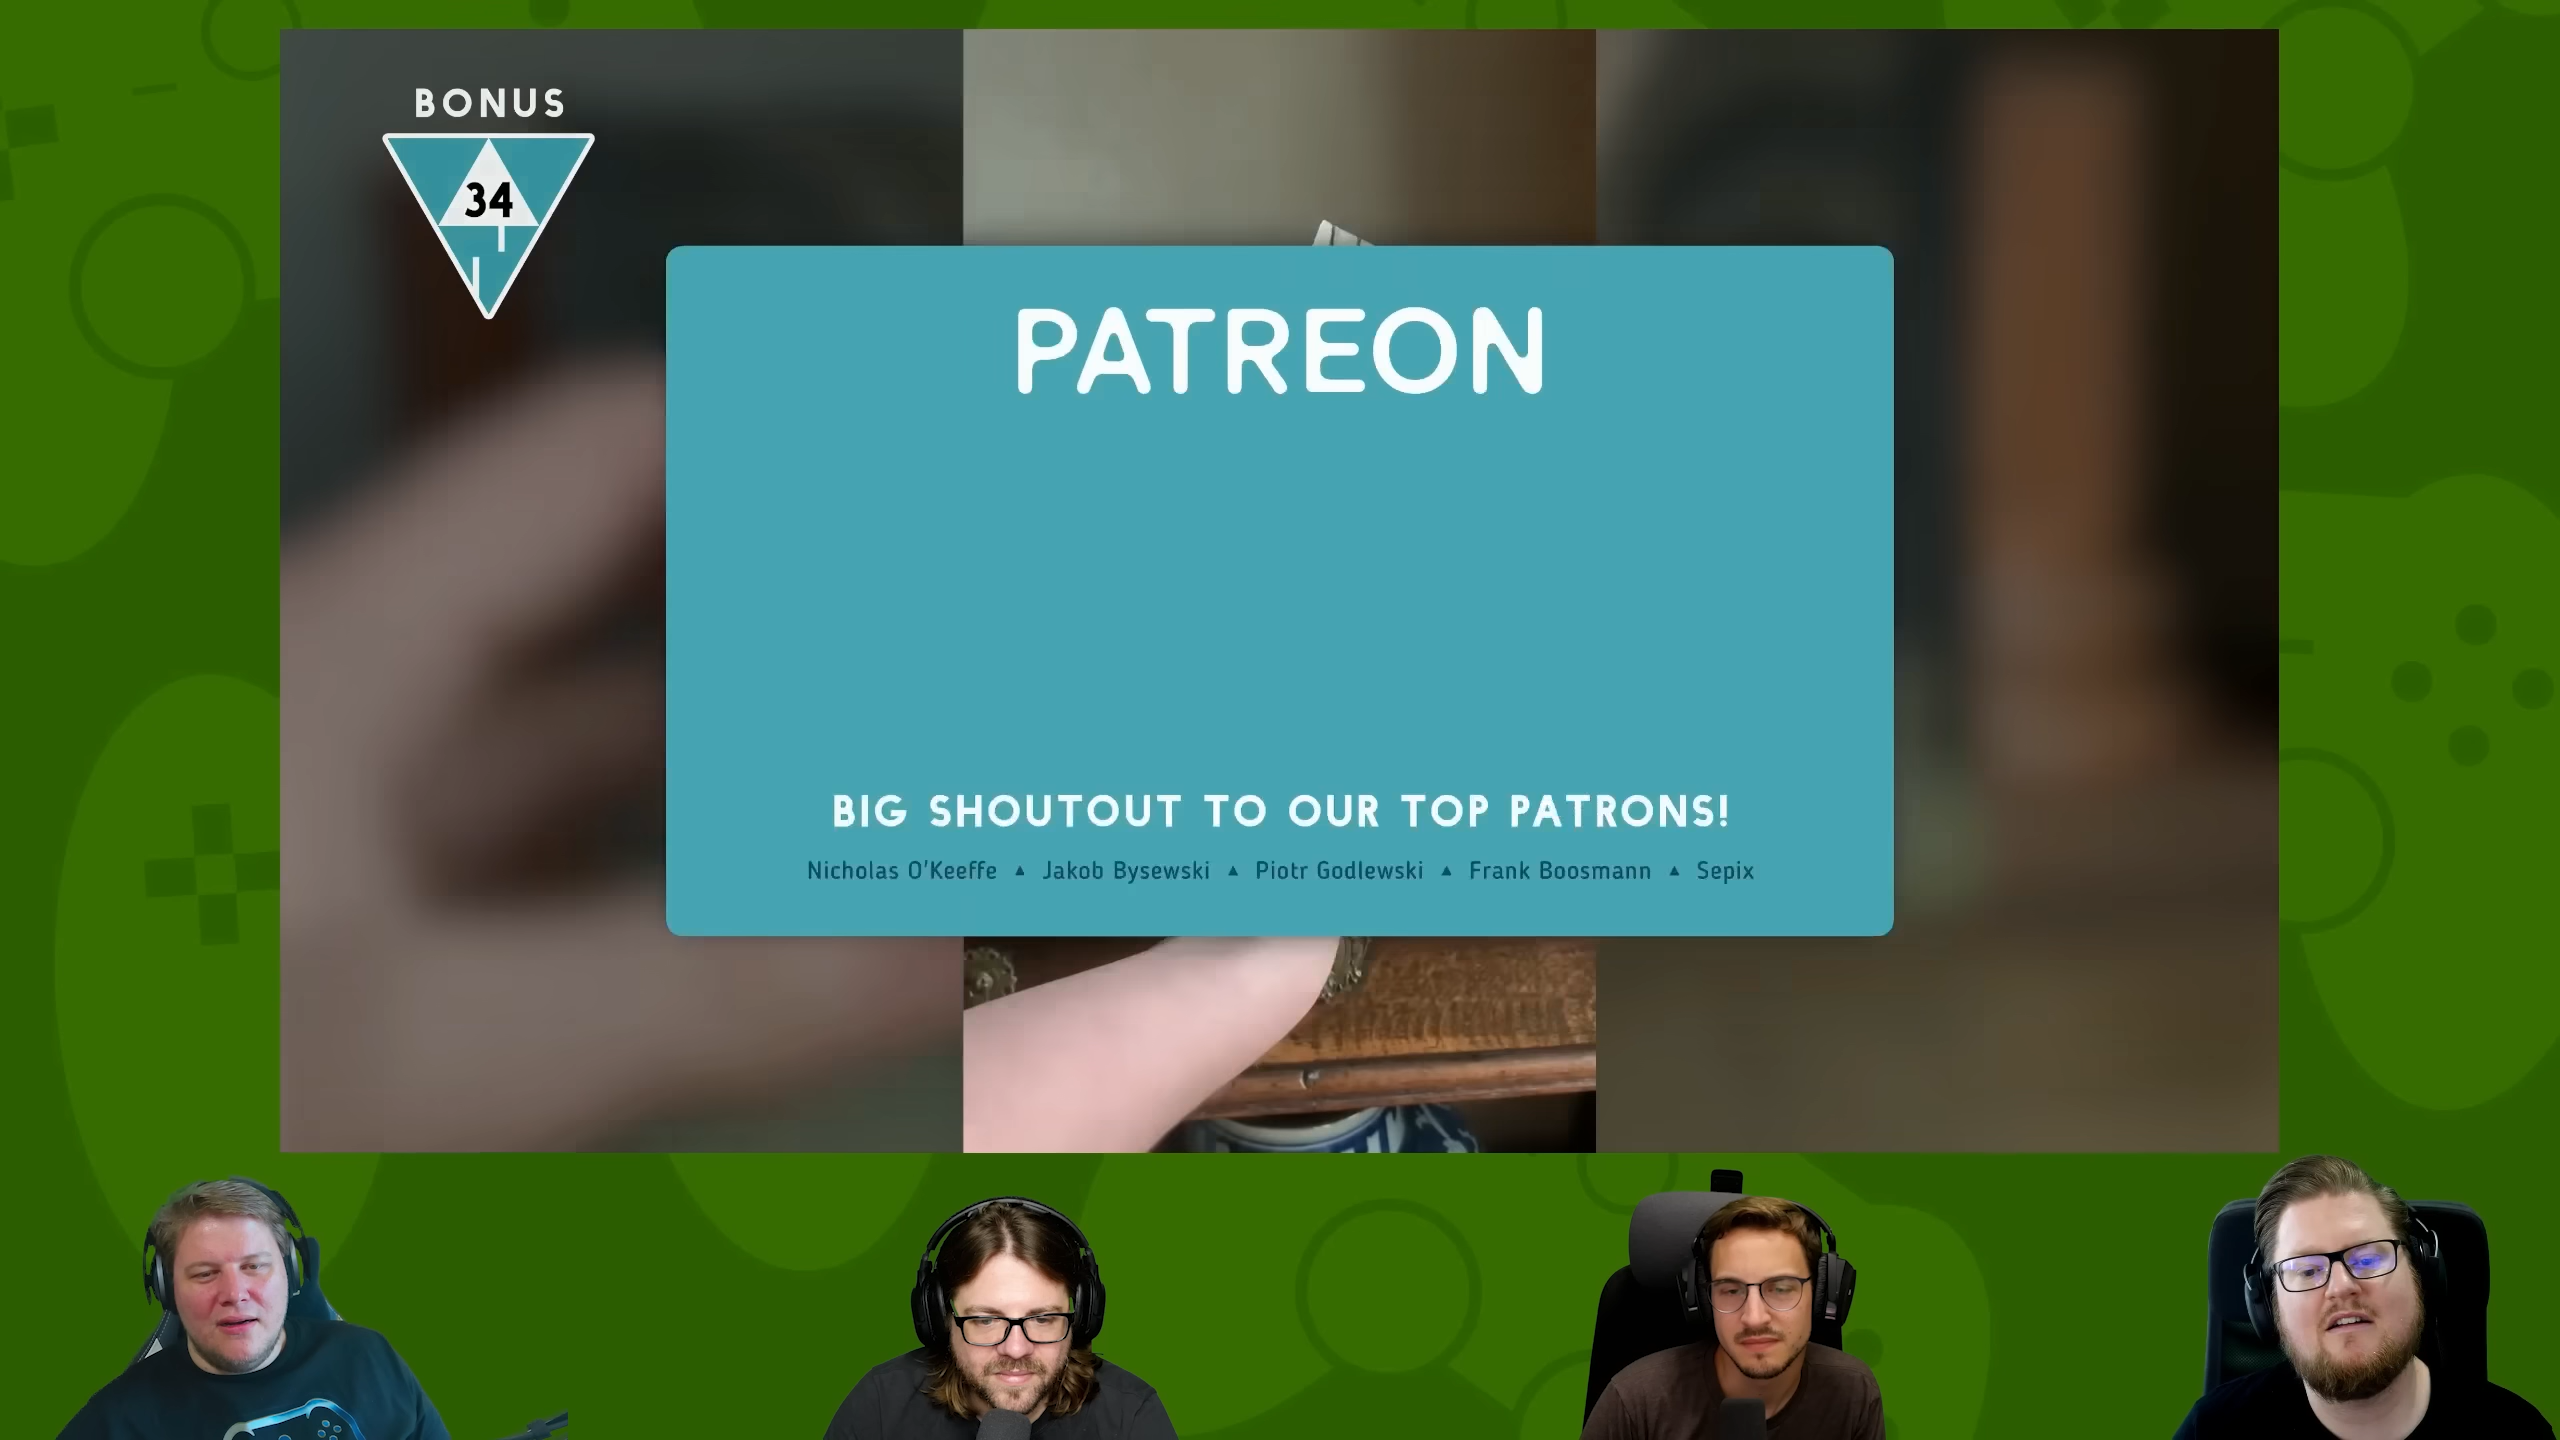 BONUS
34
PATREON
BIG SHOUTOUT TO OUR TOP PATRONS!
Nicholas O'Keeffe ▲ Jakob Bysewski ▲ Piotr Godlewski ▲ Frank Boosmann ▲ Sepix